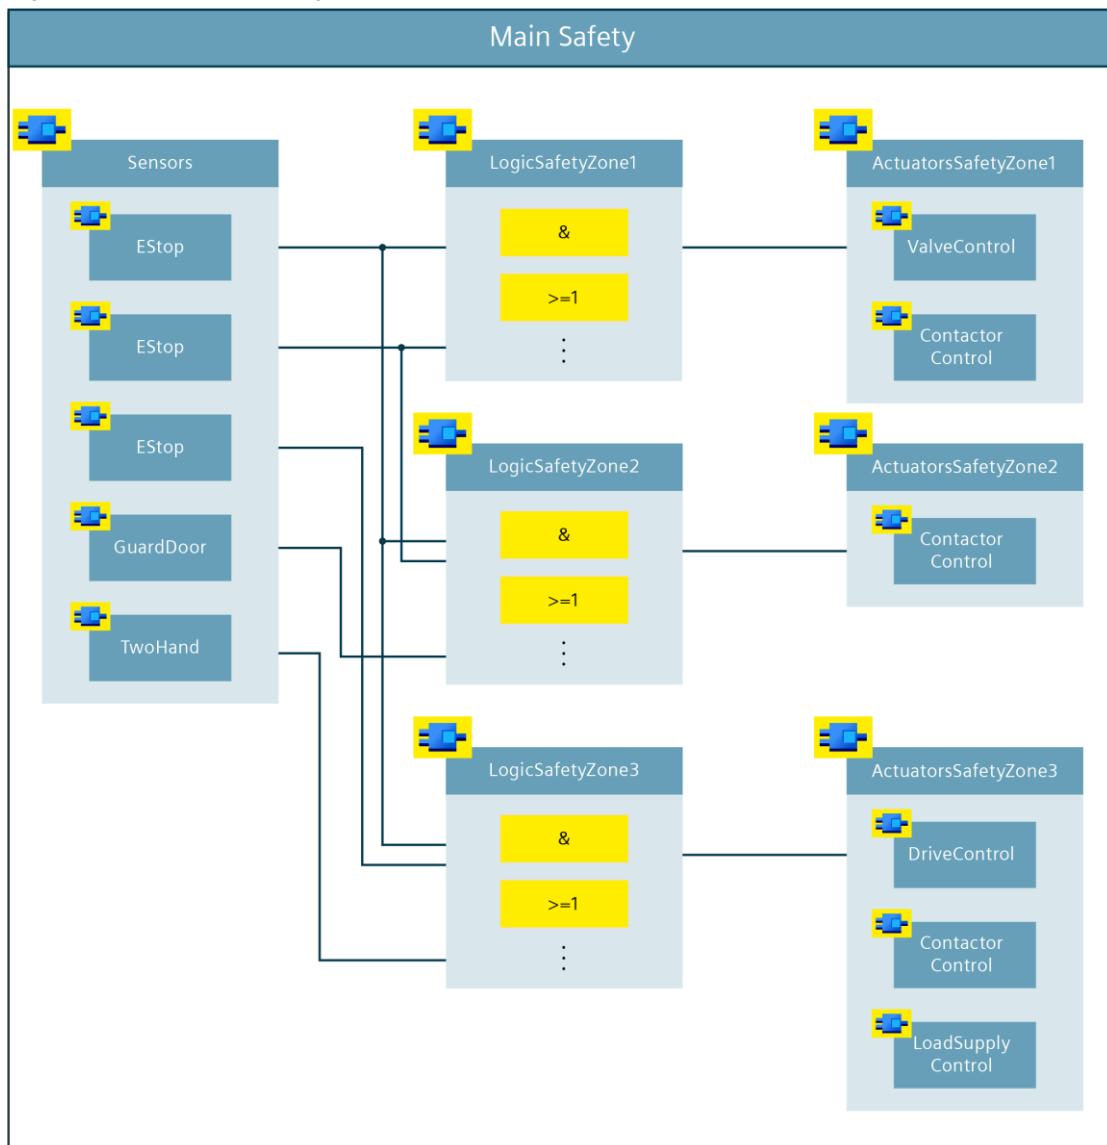 Main Safety
Sensors
EStop
EStop
EStop
GuardDoor
TwoHand
LogicSafetyZone1
&
>=1
⋮
LogicSafetyZone2
&
>=1
⋮
LogicSafetyZone3
&
>=1
⋮
ActuatorsSafetyZone1
ValveControl
Contactor
Control
ActuatorsSafetyZone2
Contactor
Control
ActuatorsSafetyZone3
DriveControl
Contactor
Control
LoadSupply
Control